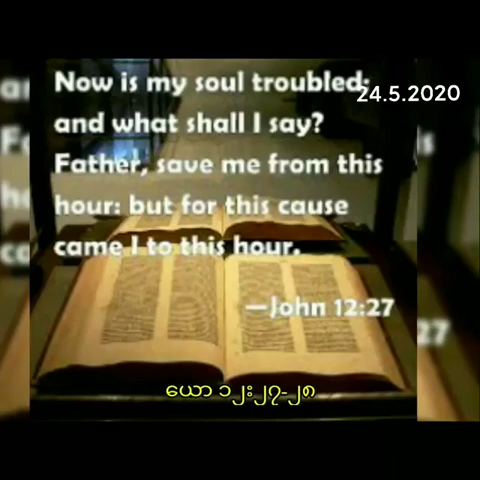 Now is my soul troubled:
24.5.2020
and what shall I say?
Father, save me from this
hour: but for this cause
came I to this hour.
—John 12:27
ယော ၁၂း၂၇-၂၈